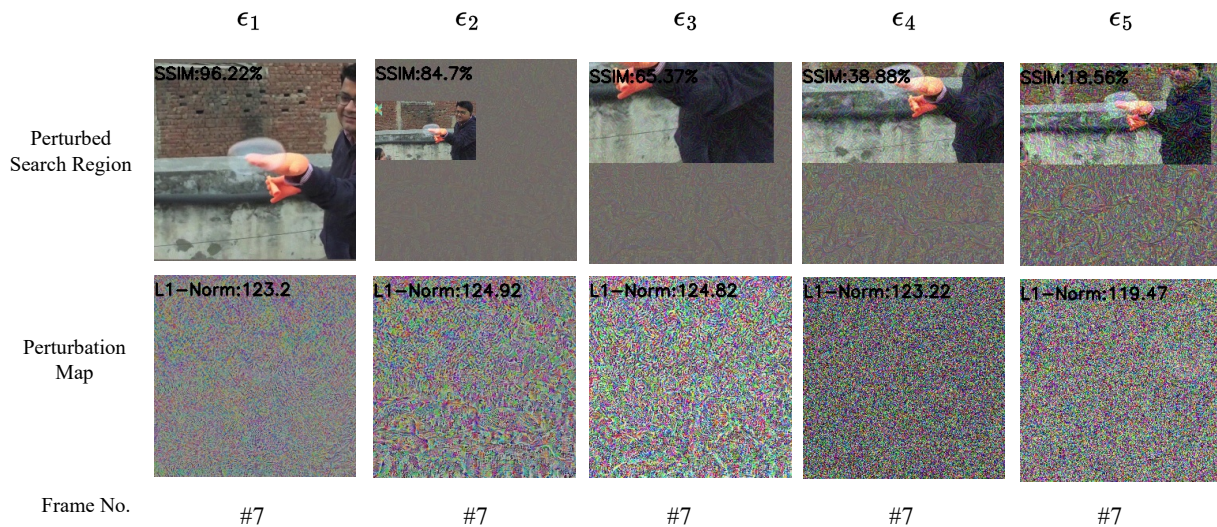 ϵ1 ϵ2 ϵ3 ϵ4 ϵ5
Perturbed
Search Region
SSIM:96.22% SSIM:84.7% SSIM:65.37% SSIM:38.88% SSIM:18.56%
Perturbation
Map
L1-Norm:123.2 L1-Norm:124.92 L1-Norm:124.82 L1-Norm:123.22 L1-Norm:119.47
Frame No. #7 #7 #7 #7 #7